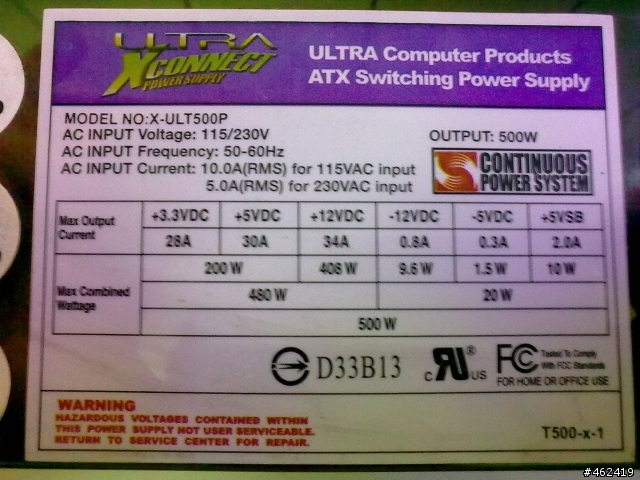 ULTRA
XCONNECT
POWER SUPPLY
ULTRA Computer Products
ATX Switching Power Supply
MODEL NO:X-ULT500P
AC INPUT Voltage: 115/230V
AC INPUT Frequency: 50-60Hz
AC INPUT Current: 10.0A(RMS) for 115VAC input
5.0A(RMS) for 230VAC input
OUTPUT: 500W
CONTINUOUS
POWER SYSTEM
Max Output Current +3.3VDC +5VDC +12VDC -12VDC -5VDC +5VSB
28A 30A 34A 0.8A 0.3A 2.0A
Max Combined Wattage 200 W 408 W 9.6 W 1.5 W 10 W
480 W 20 W
500 W
D33B13
c RU ® US
FC Tested To Comply
With FCC Standards
FOR HOME OR OFFICE USE
WARNING
HAZARDOUS VOLTAGES CONTAINED WITHIN
THIS POWER SUPPLY NOT USER SERVICEABLE.
RETURN TO SERVICE CENTER FOR REPAIR.
T500-x-1
#462419